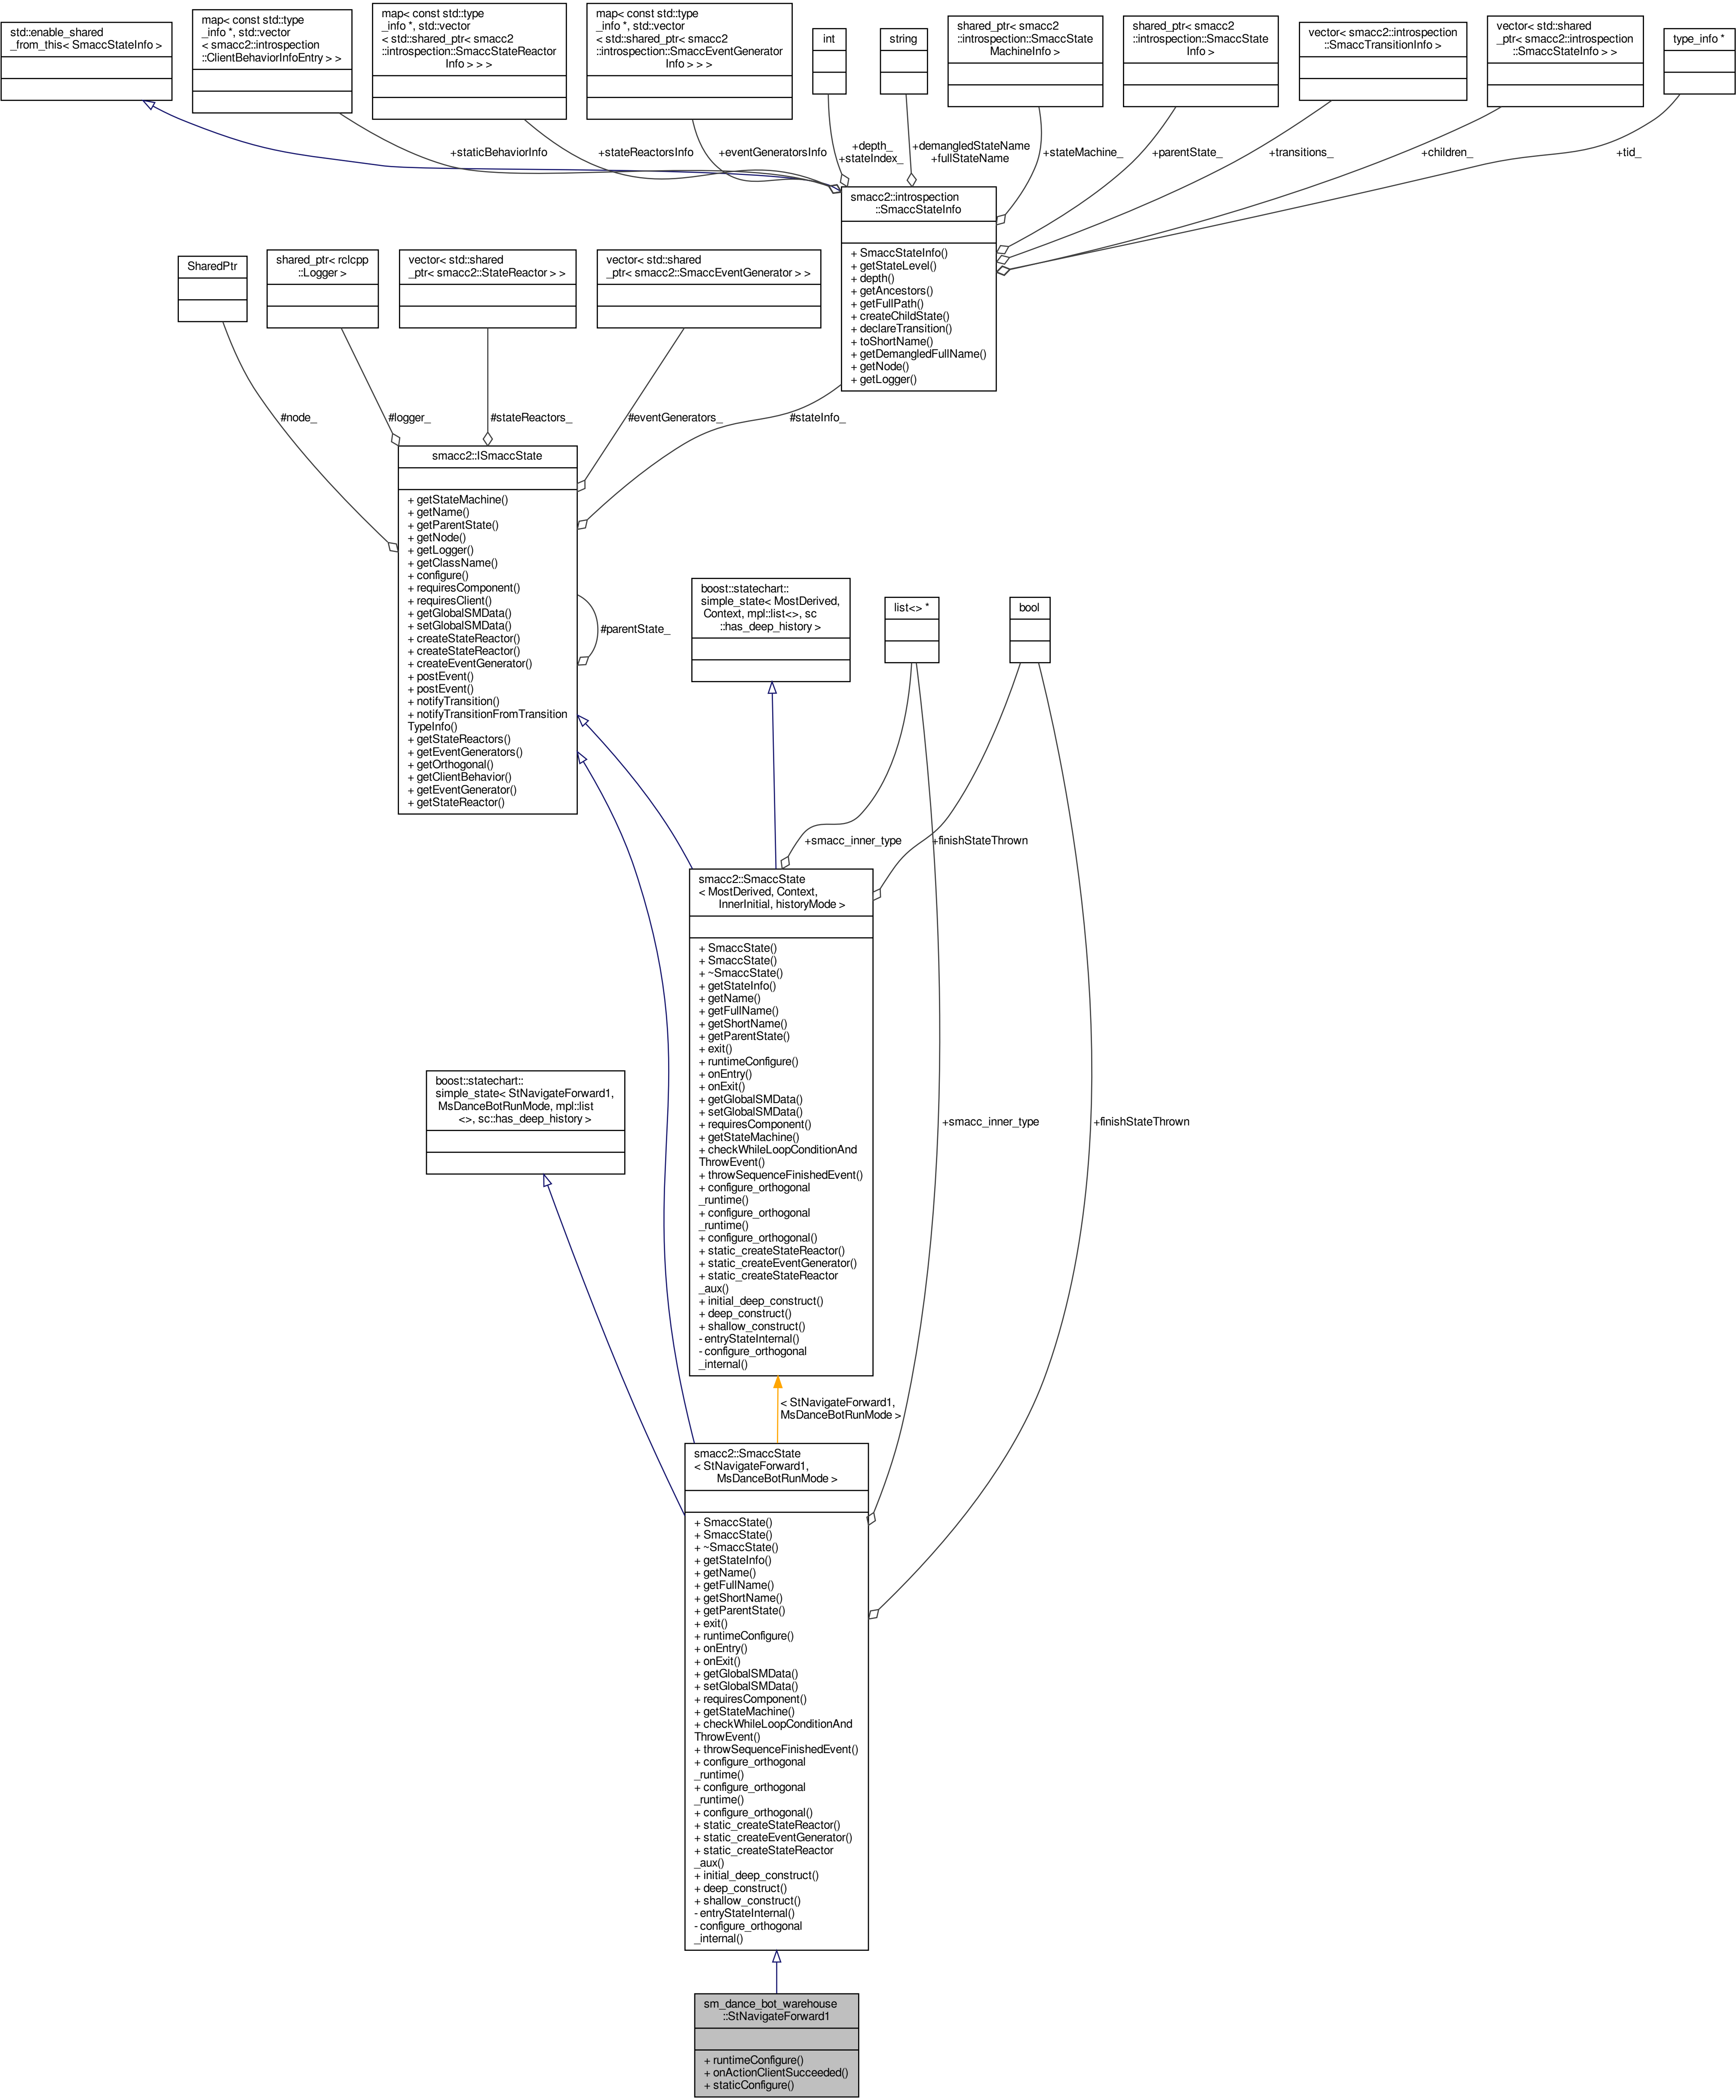 std::enable_shared
_from_this< SmaccStateInfo >
map< const std::type
_info *, std::vector
< smacc2::introspection
::ClientBehaviorInfoEntry > >
map< const std::type
_info *, std::vector
< std::shared_ptr< smacc2
::introspection::SmaccStateReactor
Info > > >
map< const std::type
_info *, std::vector
< std::shared_ptr< smacc2
::introspection::SmaccEventGenerator
Info > > >
int
string
shared_ptr< smacc2
::introspection::SmaccState
MachineInfo >
shared_ptr< smacc2
::introspection::SmaccState
Info >
vector< smacc2::introspection
::SmaccTransitionInfo >
vector< std::shared
_ptr< smacc2::introspection
::SmaccStateInfo > >
type_info *
+staticBehaviorInfo
+stateReactorsInfo
+eventGeneratorsInfo
+depth_
+stateIndex_
+demangledStateName
+fullStateName
+stateMachine_
+parentState_
+transitions_
+children_
+tid_
smacc2::introspection
::SmaccStateInfo
+ SmaccStateInfo()
+ getStateLevel()
+ depth()
+ getAncestors()
+ getFullPath()
+ createChildState()
+ declareTransition()
+ toShortName()
+ getDemangledFullName()
+ getNode()
+ getLogger()
SharedPtr
shared_ptr< rclcpp
::Logger >
vector< std::shared
_ptr< smacc2::StateReactor > >
vector< std::shared
_ptr< smacc2::SmaccEventGenerator > >
#node_
#logger_
#stateReactors_
#eventGenerators_
#stateInfo_
smacc2::ISmaccState
+ getStateMachine()
+ getName()
+ getParentState()
+ getNode()
+ getLogger()
+ getClassName()
+ configure()
+ requiresComponent()
+ requiresClient()
+ getGlobalSMData()
+ setGlobalSMData()
+ createStateReactor()
+ createStateReactor()
+ createEventGenerator()
+ postEvent()
+ postEvent()
+ notifyTransition()
+ notifyTransitionFromTransition
TypeInfo()
+ getStateReactors()
+ getEventGenerators()
+ getOrthogonal()
+ getClientBehavior()
+ getEventGenerator()
+ getStateReactor()
#parentState_
boost::statechart::
simple_state< MostDerived,
Context, mpl::list<>, sc
::has_deep_history >
list<> *
bool
+smacc_inner_type
+finishStateThrown
smacc2::SmaccState
< MostDerived, Context,
InnerInitial, historyMode >
+ SmaccState()
+ SmaccState()
+ ~SmaccState()
+ getStateInfo()
+ getName()
+ getFullName()
+ getShortName()
+ getParentState()
+ exit()
+ runtimeConfigure()
+ onEntry()
+ onExit()
+ getGlobalSMData()
+ setGlobalSMData()
+ requiresComponent()
+ getStateMachine()
+ checkWhileLoopConditionAnd
ThrowEvent()
+ throwSequenceFinishedEvent()
+ configure_orthogonal
_runtime()
+ configure_orthogonal
_runtime()
+ configure_orthogonal()
+ static_createStateReactor()
+ static_createEventGenerator()
+ static_createStateReactor
_aux()
+ initial_deep_construct()
+ deep_construct()
+ shallow_construct()
- entryStateInternal()
- configure_orthogonal
_internal()
boost::statechart::
simple_state< StNavigateForward1,
MsDanceBotRunMode, mpl::list
<>, sc::has_deep_history >
+smacc_inner_type
+finishStateThrown
< StNavigateForward1,
MsDanceBotRunMode >
smacc2::SmaccState
< StNavigateForward1,
MsDanceBotRunMode >
+ SmaccState()
+ SmaccState()
+ ~SmaccState()
+ getStateInfo()
+ getName()
+ getFullName()
+ getShortName()
+ getParentState()
+ exit()
+ runtimeConfigure()
+ onEntry()
+ onExit()
+ getGlobalSMData()
+ setGlobalSMData()
+ requiresComponent()
+ getStateMachine()
+ checkWhileLoopConditionAnd
ThrowEvent()
+ throwSequenceFinishedEvent()
+ configure_orthogonal
_runtime()
+ configure_orthogonal
_runtime()
+ configure_orthogonal()
+ static_createStateReactor()
+ static_createEventGenerator()
+ static_createStateReactor
_aux()
+ initial_deep_construct()
+ deep_construct()
+ shallow_construct()
- entryStateInternal()
- configure_orthogonal
_internal()
sm_dance_bot_warehouse
::StNavigateForward1
+ runtimeConfigure()
+ onActionClientSucceeded()
+ staticConfigure()